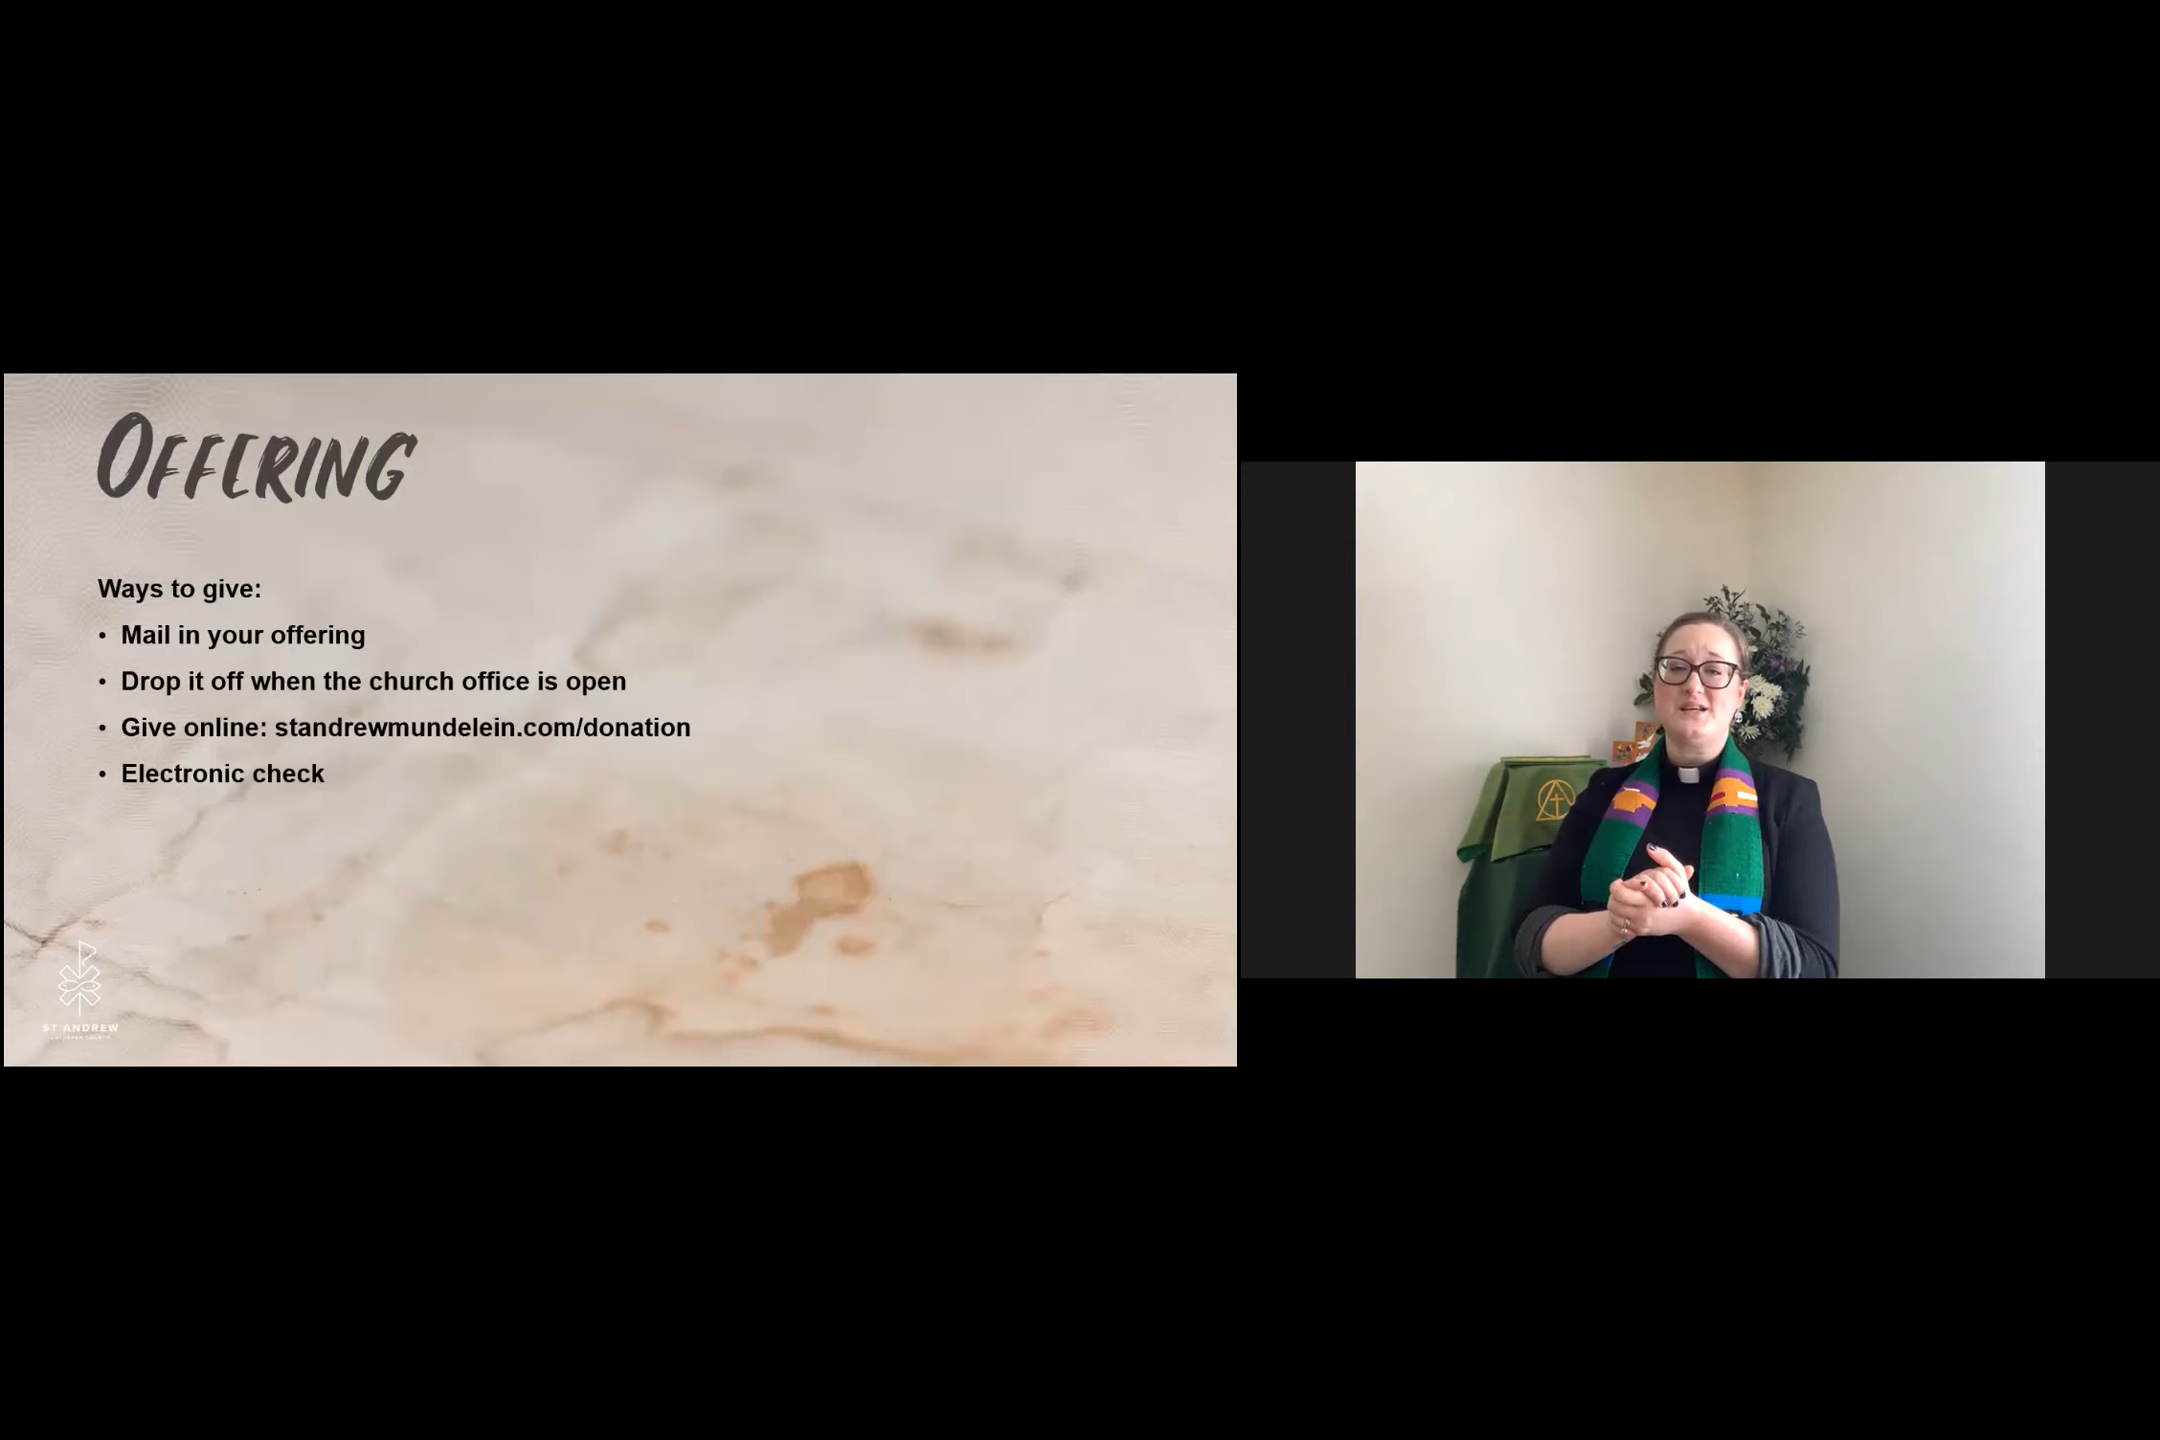 OFFERING
Ways to give:
• Mail in your offering
• Drop it off when the church office is open
• Give online: standrewmundelein.com/donation
• Electronic check
ST ANDREW